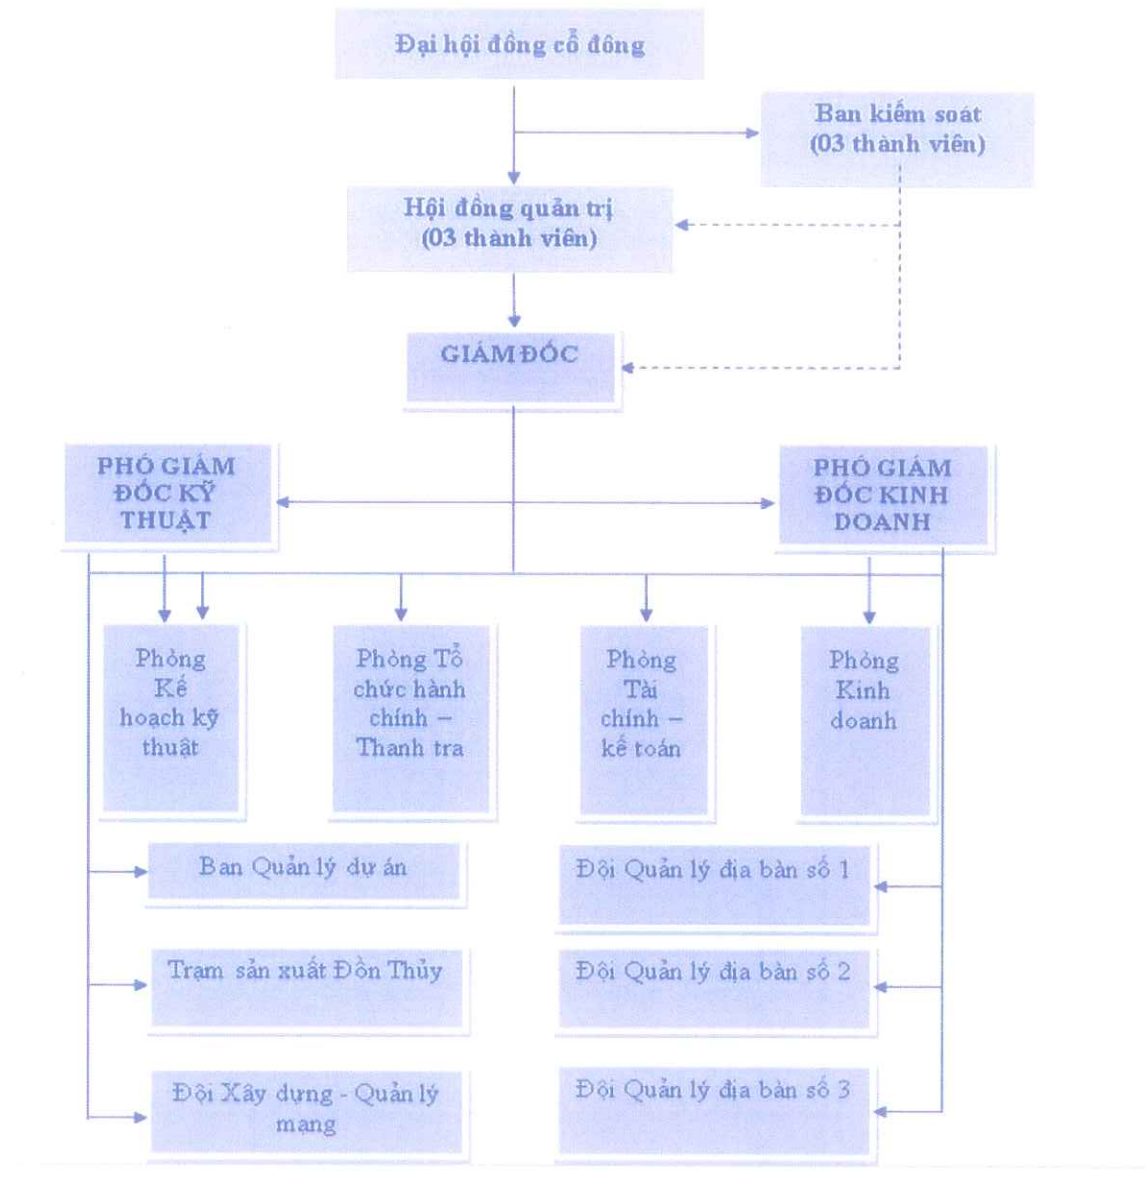 Đại hội đồng cổ đông
Ban kiểm soát
(03 thành viên)
Hội đồng quản trị
(03 thành viên)
GIÁM ĐỐC
PHÓ GIÁM
ĐỐC KỸ
THUẬT
PHÓ GIÁM
ĐỐC KINH
DOANH
Phòng
Kế
hoạch kỹ
thuật
Phòng Tổ
chức hành
chính –
Thanh tra
Phòng
Tài
chính –
kế toán
Phòng
Kinh
doanh
Ban Quản lý dự án
Đội Quản lý địa bàn số 1
Trạm sản xuất Đồn Thủy
Đội Quản lý địa bàn số 2
Đội Xây dựng - Quản lý
mạng
Đội Quản lý địa bàn số 3